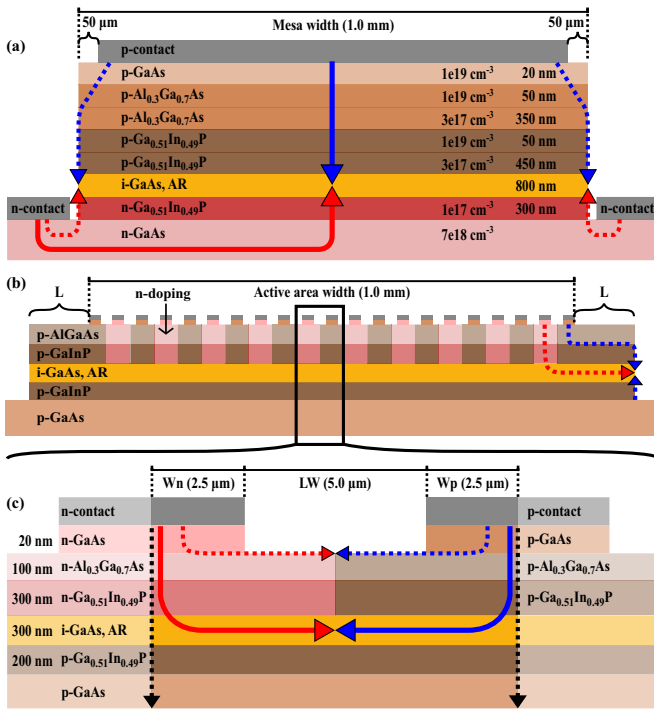 50 µm
Mesa width (1.0 mm)
50 µm
(a)
p-contact
p-GaAs 1e19 cm⁻³ 20 nm
p-Al₀.₃Ga₀.₇As 1e19 cm⁻³ 50 nm
p-Al₀.₃Ga₀.₇As 3e17 cm⁻³ 350 nm
p-Ga₀.₅₁In₀.₄₉P 1e19 cm⁻³ 50 nm
p-Ga₀.₅₁In₀.₄₉P 3e17 cm⁻³ 450 nm
i-GaAs, AR 800 nm
n-contact n-Ga₀.₅₁In₀.₄₉P 1e17 cm⁻³ 300 nm n-contact
n-GaAs 7e18 cm⁻³
(b)
L Active area width (1.0 mm) L
n-doping
p-AlGaAs
p-GaInP
i-GaAs, AR
p-GaInP
p-GaAs
Wn (2.5 µm) LW (5.0 µm) Wp (2.5 µm)
(c)
n-contact p-contact
20 nm n-GaAs p-GaAs
100 nm n-Al₀.₃Ga₀.₇As p-Al₀.₃Ga₀.₇As
300 nm n-Ga₀.₅₁In₀.₄₉P p-Ga₀.₅₁In₀.₄₉P
300 nm i-GaAs, AR
200 nm p-Ga₀.₅₁In₀.₄₉P
p-GaAs